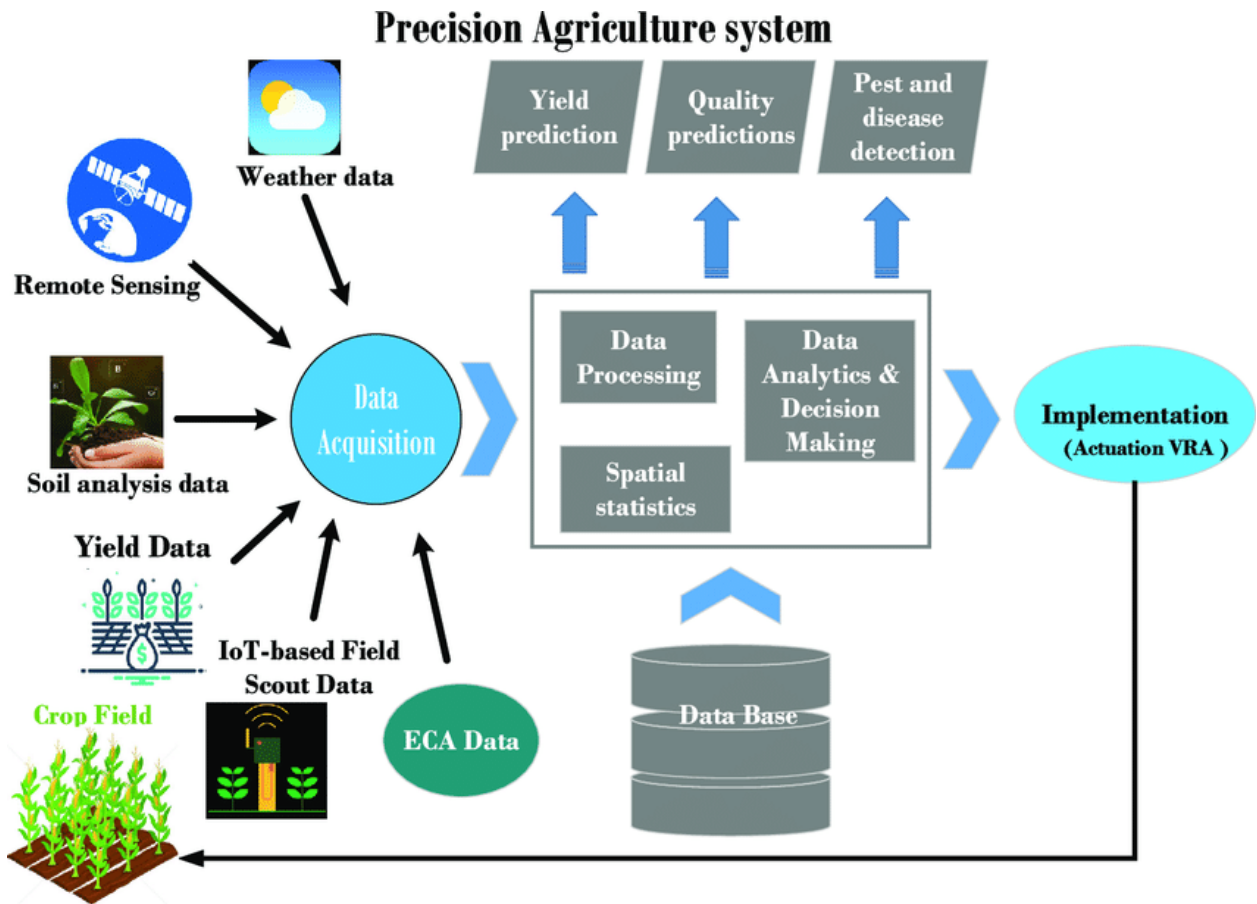 Precision Agriculture system
Weather data
Remote Sensing
Soil analysis data
Yield Data
IoT-based Field
Scout Data
ECA Data
Crop Field
Data
Acquisition
Yield
prediction
Quality
predictions
Pest and
disease
detection
Data
Processing
Spatial
statistics
Data
Analytics &
Decision
Making
Data Base
Implementation
(Actuation VRA )
B
$